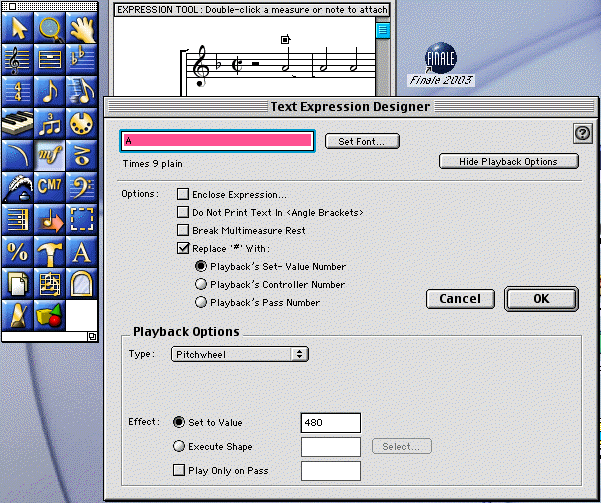 EXPRESSION TOOL: Double-click a measure or note to attach
mf
CM7
%
A
FINALE
Finale 2003
Text Expression Designer
A
Set Font...
Times 9 plain
?
Hide Playback Options
Options:
Enclose Expression...
Do Not Print Text In <Angle Brackets>
Break Multimeasure Rest
Replace '#' With:
Playback's Set- Value Number
Playback's Controller Number
Playback's Pass Number
Cancel
OK
Playback Options
Type:
Pitchwheel
Effect:
Set to Value
480
Execute Shape
Select...
Play Only on Pass